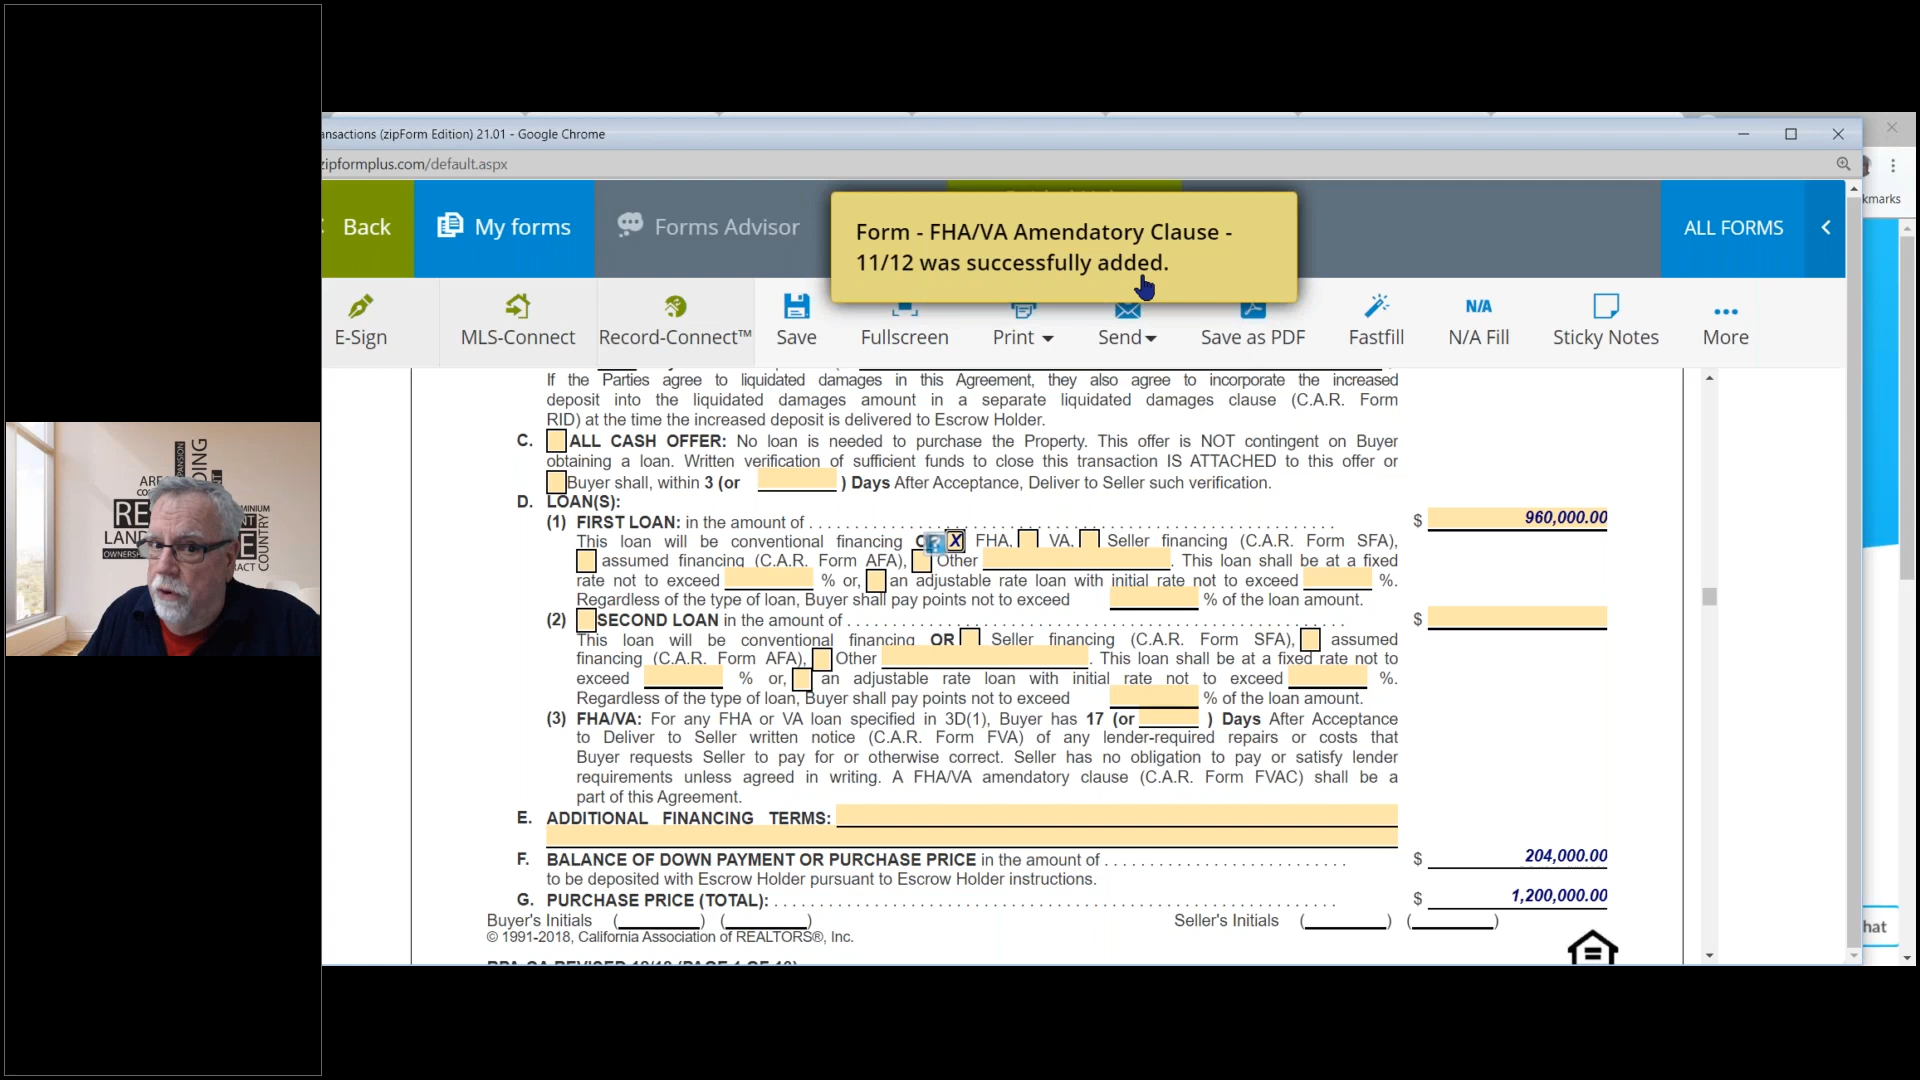 ansactions (zipForm Edition) 21.01 - Google Chrome
zipformplus.com/default.aspx
kmarks
Back
My forms
Forms Advisor
Form - FHA/VA Amendatory Clause -
11/12 was successfully added.
ALL FORMS
E-Sign
MLS-Connect
Record-Connect™
Save
Fullscreen
Print
Send
Save as PDF
Fastfill
N/A
N/A Fill
Sticky Notes
More
If the Parties agree to liquidated damages in this Agreement, they also agree to incorporate the increased
deposit into the liquidated damages amount in a separate liquidated damages clause (C.A.R. Form
RID) at the time the increased deposit is delivered to Escrow Holder.
C. ALL CASH OFFER: No loan is needed to purchase the Property. This offer is NOT contingent on Buyer
obtaining a loan. Written verification of sufficient funds to close this transaction IS ATTACHED to this offer or
Buyer shall, within 3 (or ) Days After Acceptance, Deliver to Seller such verification.
D. LOAN(S):
(1) FIRST LOAN: in the amount of $ 960,000.00
This loan will be conventional financing X FHA, VA, Seller financing (C.A.R. Form SFA),
assumed financing (C.A.R. Form AFA), Other . This loan shall be at a fixed
rate not to exceed % or, an adjustable rate loan with initial rate not to exceed %.
Regardless of the type of loan, Buyer shall pay points not to exceed % of the loan amount.
(2) SECOND LOAN in the amount of $
This loan will be conventional financing OR Seller financing (C.A.R. Form SFA), assumed
financing (C.A.R. Form AFA), Other . This loan shall be at a fixed rate not to
exceed % or, an adjustable rate loan with initial rate not to exceed %.
Regardless of the type of loan, Buyer shall pay points not to exceed % of the loan amount.
(3) FHA/VA: For any FHA or VA loan specified in 3D(1), Buyer has 17 (or ) Days After Acceptance
to Deliver to Seller written notice (C.A.R. Form FVA) of any lender-required repairs or costs that
Buyer requests Seller to pay for or otherwise correct. Seller has no obligation to pay or satisfy lender
requirements unless agreed in writing. A FHA/VA amendatory clause (C.A.R. Form FVAC) shall be a
part of this Agreement.
E. ADDITIONAL FINANCING TERMS:
F. BALANCE OF DOWN PAYMENT OR PURCHASE PRICE in the amount of $ 204,000.00
to be deposited with Escrow Holder pursuant to Escrow Holder instructions.
G. PURCHASE PRICE (TOTAL): $ 1,200,000.00
Buyer's Initials ( ) ( ) Seller's Initials ( ) ( )
© 1991-2018, California Association of REALTORS®, Inc.
hat